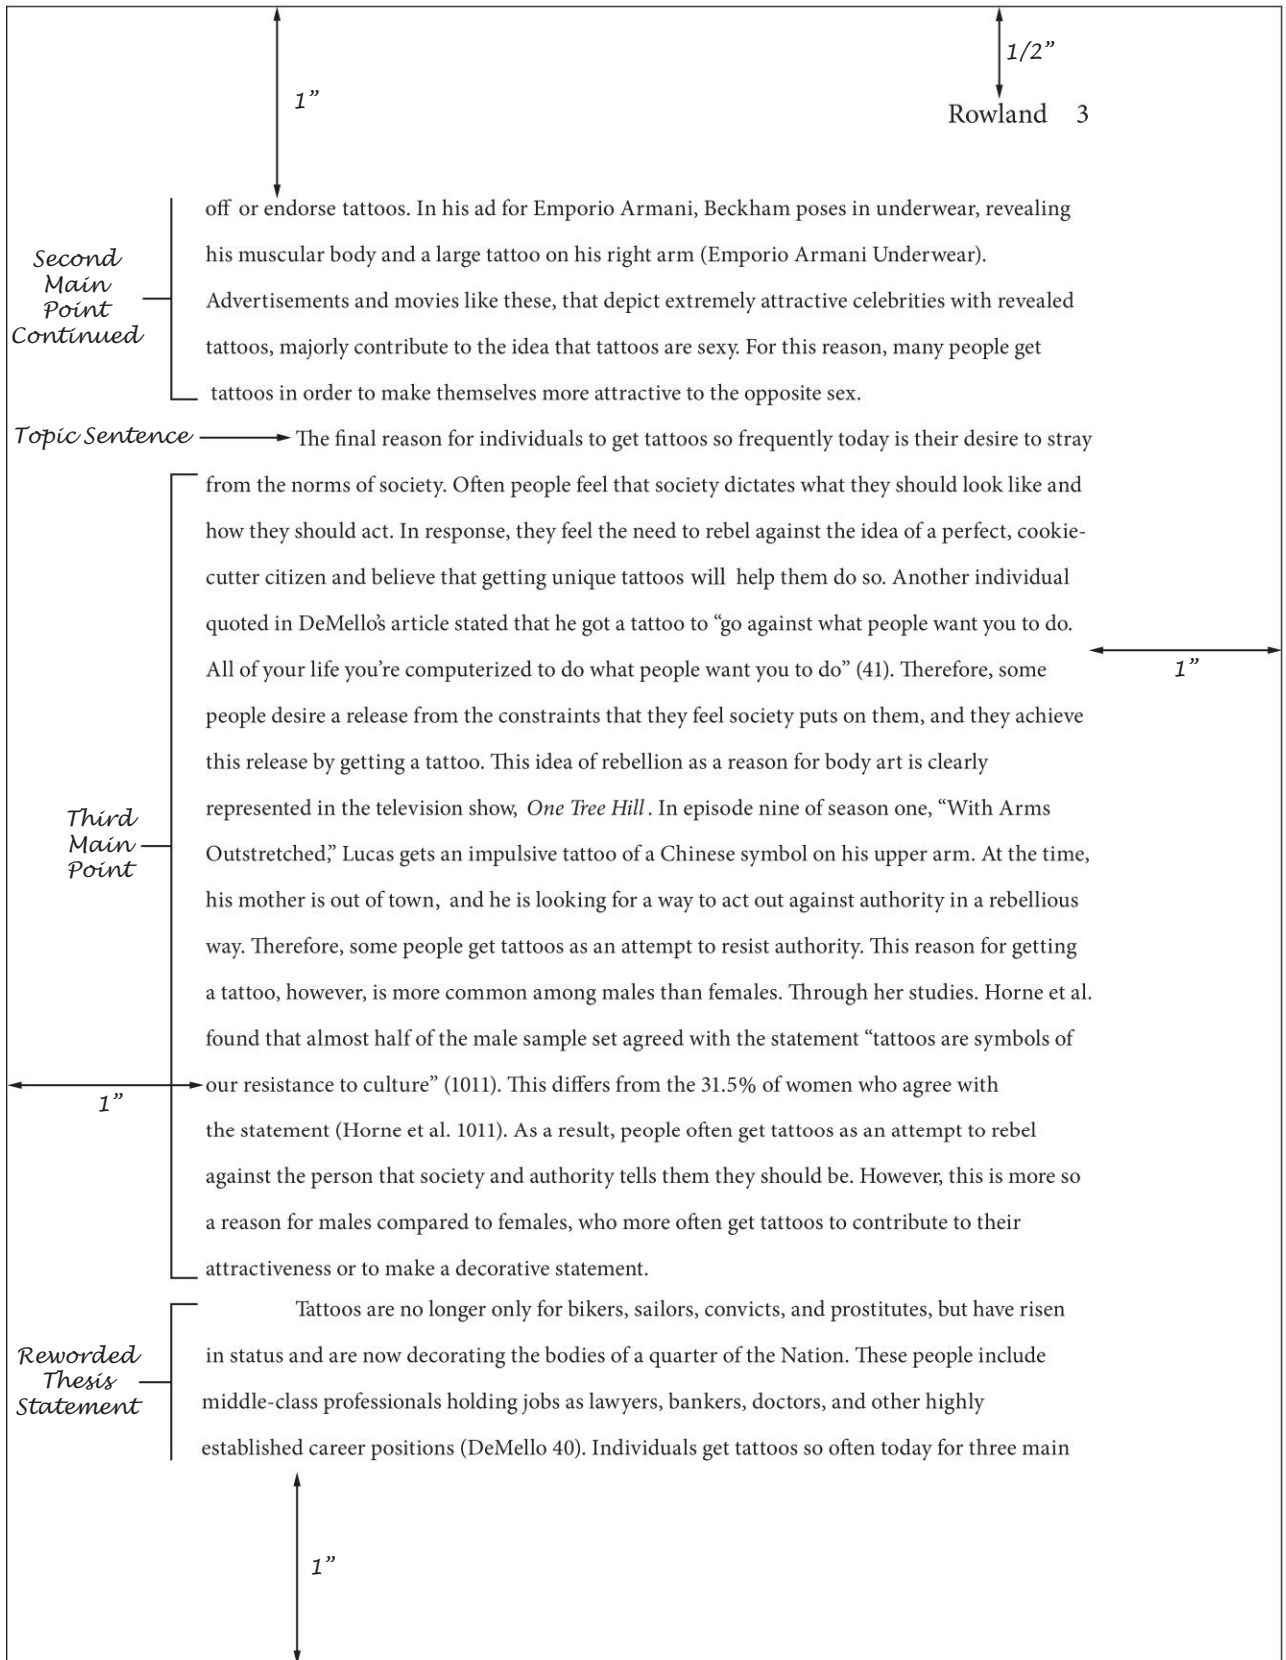 1/2”
1”
Rowland 3
off or endorse tattoos. In his ad for Emporio Armani, Beckham poses in underwear, revealing
his muscular body and a large tattoo on his right arm (Emporio Armani Underwear).
Advertisements and movies like these, that depict extremely attractive celebrities with revealed
tattoos, majorly contribute to the idea that tattoos are sexy. For this reason, many people get
tattoos in order to make themselves more attractive to the opposite sex.
Second
Main
Point
Continued
Topic Sentence
The final reason for individuals to get tattoos so frequently today is their desire to stray
from the norms of society. Often people feel that society dictates what they should look like and
how they should act. In response, they feel the need to rebel against the idea of a perfect, cookie-
cutter citizen and believe that getting unique tattoos will help them do so. Another individual
quoted in DeMello’s article stated that he got a tattoo to “go against what people want you to do.
All of your life you’re computerized to do what people want you to do” (41). Therefore, some
people desire a release from the constraints that they feel society puts on them, and they achieve
this release by getting a tattoo. This idea of rebellion as a reason for body art is clearly
represented in the television show, One Tree Hill. In episode nine of season one, “With Arms
Outstretched,” Lucas gets an impulsive tattoo of a Chinese symbol on his upper arm. At the time,
his mother is out of town, and he is looking for a way to act out against authority in a rebellious
way. Therefore, some people get tattoos as an attempt to resist authority. This reason for getting
a tattoo, however, is more common among males than females. Through her studies. Horne et al.
found that almost half of the male sample set agreed with the statement “tattoos are symbols of
our resistance to culture” (1011). This differs from the 31.5% of women who agree with
the statement (Horne et al. 1011). As a result, people often get tattoos as an attempt to rebel
against the person that society and authority tells them they should be. However, this is more so
a reason for males compared to females, who more often get tattoos to contribute to their
attractiveness or to make a decorative statement.
1”
Third
Main
Point
1”
Tattoos are no longer only for bikers, sailors, convicts, and prostitutes, but have risen
in status and are now decorating the bodies of a quarter of the Nation. These people include
middle-class professionals holding jobs as lawyers, bankers, doctors, and other highly
established career positions (DeMello 40). Individuals get tattoos so often today for three main
Reworded
Thesis
Statement
1”